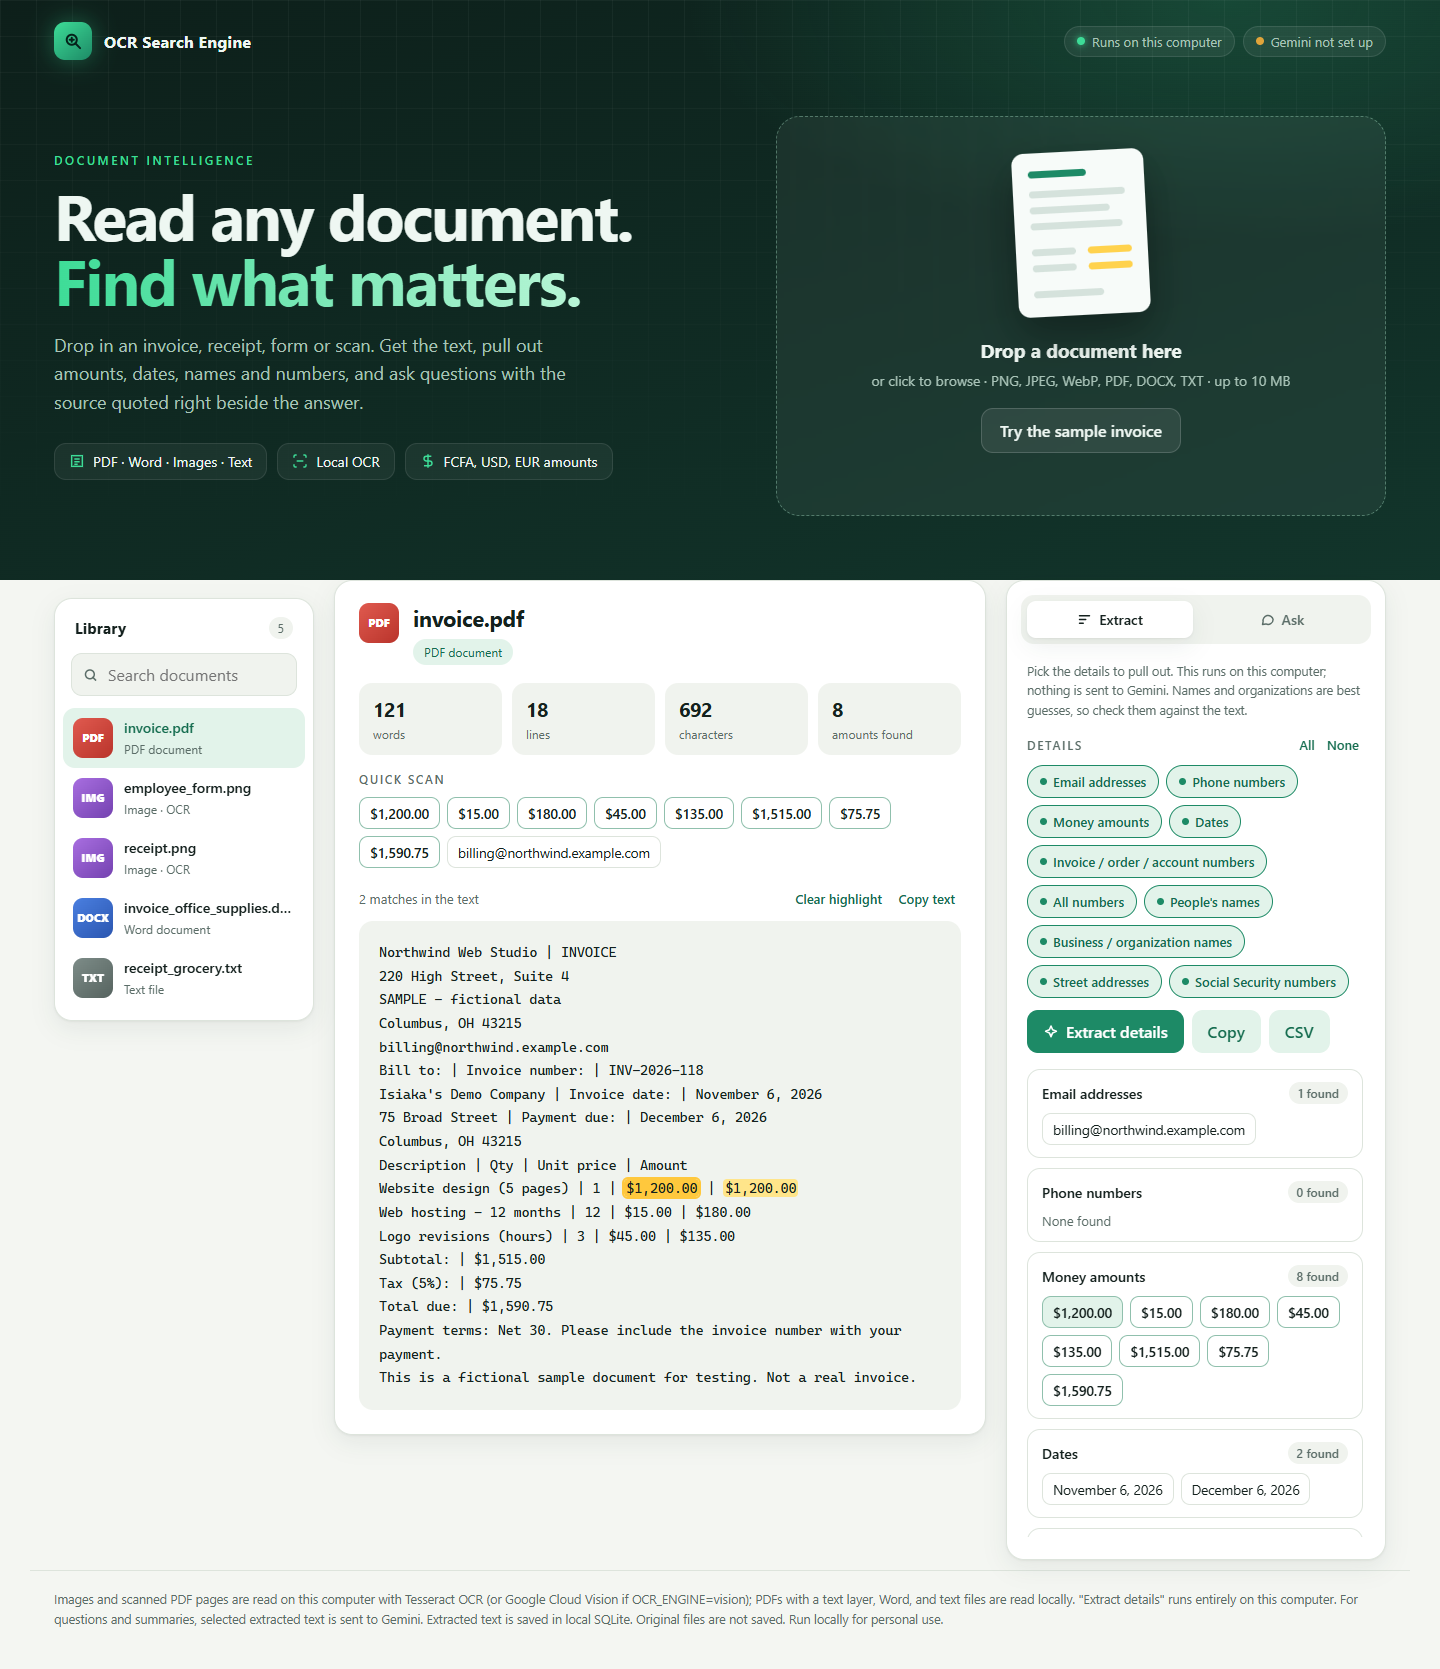 OCR Search Engine
Runs on this computer
Gemini not set up
DOCUMENT INTELLIGENCE
Read any document.
Find what matters.
Drop in an invoice, receipt, form or scan. Get the text, pull out
amounts, dates, names and numbers, and ask questions with the
source quoted right beside the answer.
PDF · Word · Images · Text
Local OCR
FCFA, USD, EUR amounts
Drop a document here
or click to browse · PNG, JPEG, WebP, PDF, DOCX, TXT · up to 10 MB
Try the sample invoice
Library
5
Search documents
PDF
invoice.pdf
PDF document
IMG
employee_form.png
Image · OCR
IMG
receipt.png
Image · OCR
DOCX
invoice_office_supplies.d...
Word document
TXT
receipt_grocery.txt
Text file
PDF
invoice.pdf
PDF document
121
words
18
lines
692
characters
8
amounts found
QUICK SCAN
$1,200.00 $15.00 $180.00 $45.00 $135.00 $1,515.00 $75.75
$1,590.75 billing@northwind.example.com
2 matches in the text
Clear highlight
Copy text
Northwind Web Studio | INVOICE
220 High Street, Suite 4
SAMPLE — fictional data
Columbus, OH 43215
billing@northwind.example.com
Bill to: | Invoice number: | INV-2026-118
Isiaka's Demo Company | Invoice date: | November 6, 2026
75 Broad Street | Payment due: | December 6, 2026
Columbus, OH 43215
Description | Qty | Unit price | Amount
Website design (5 pages) | 1 | $1,200.00 | $1,200.00
Web hosting — 12 months | 12 | $15.00 | $180.00
Logo revisions (hours) | 3 | $45.00 | $135.00
Subtotal: | $1,515.00
Tax (5%): | $75.75
Total due: | $1,590.75
Payment terms: Net 30. Please include the invoice number with your
payment.
This is a fictional sample document for testing. Not a real invoice.
Extract
Ask
Pick the details to pull out. This runs on this computer;
nothing is sent to Gemini. Names and organizations are best
guesses, so check them against the text.
DETAILS
All
None
Email addresses
Phone numbers
Money amounts
Dates
Invoice / order / account numbers
All numbers
People's names
Business / organization names
Street addresses
Social Security numbers
Extract details
Copy
CSV
Email addresses
1 found
billing@northwind.example.com
Phone numbers
0 found
None found
Money amounts
8 found
$1,200.00 $15.00 $180.00 $45.00
$135.00 $1,515.00 $75.75
$1,590.75
Dates
2 found
November 6, 2026 December 6, 2026
Images and scanned PDF pages are read on this computer with Tesseract OCR (or Google Cloud Vision if OCR_ENGINE=vision); PDFs with a text layer, Word, and text files are read locally. "Extract details" runs entirely on this computer. For
questions and summaries, selected extracted text is sent to Gemini. Extracted text is saved in local SQLite. Original files are not saved. Run locally for personal use.